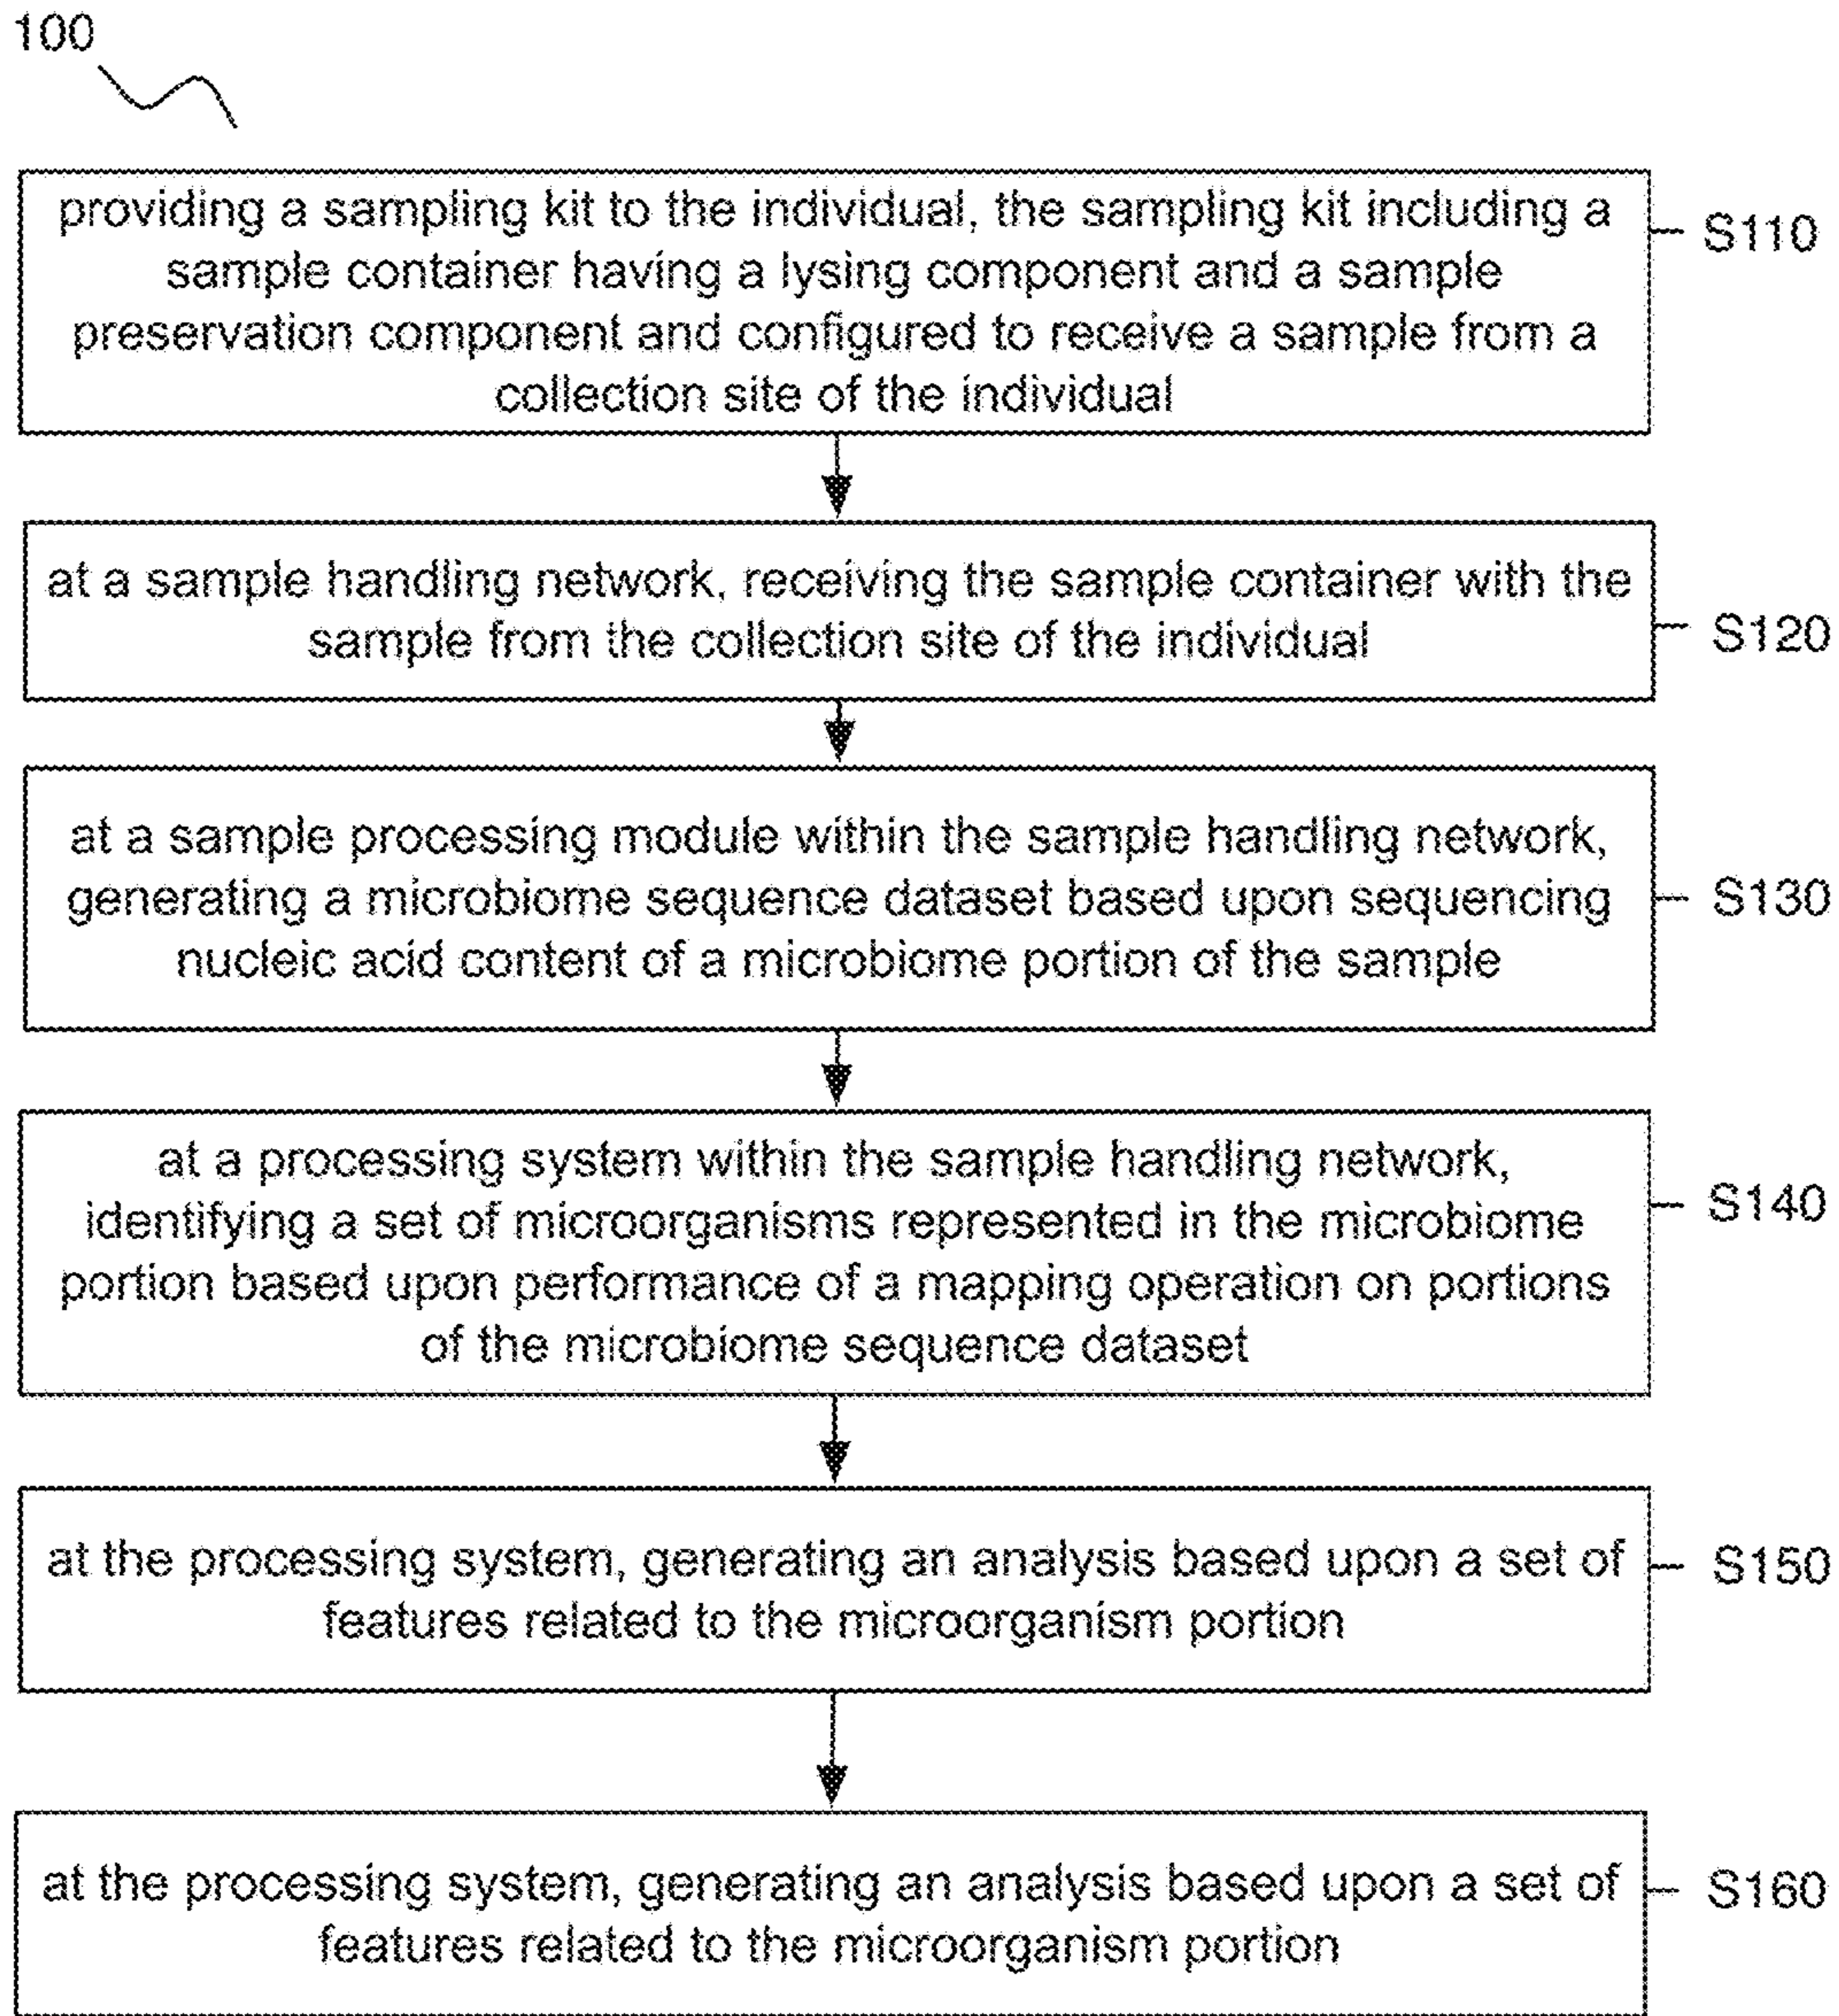 100
providing a sampling kit to the individual, the sampling kit including a
sample container having a lysing component and a sample
preservation component and configured to receive a sample from a
collection site of the individual
S110
at a sample handling network, receiving the sample container with the
sample from the collection site of the individual
S120
at a sample processing module within the sample handling network,
generating a microbiome sequence dataset based upon sequencing
nucleic acid content of a microbiome portion of the sample
S130
at a processing system within the sample handling network,
identifying a set of microorganisms represented in the microbiome
portion based upon performance of a mapping operation on portions
of the microbiome sequence dataset
S140
at the processing system, generating an analysis based upon a set of
features related to the microorganism portion
S150
at the processing system, generating an analysis based upon a set of
features related to the microorganism portion
S160